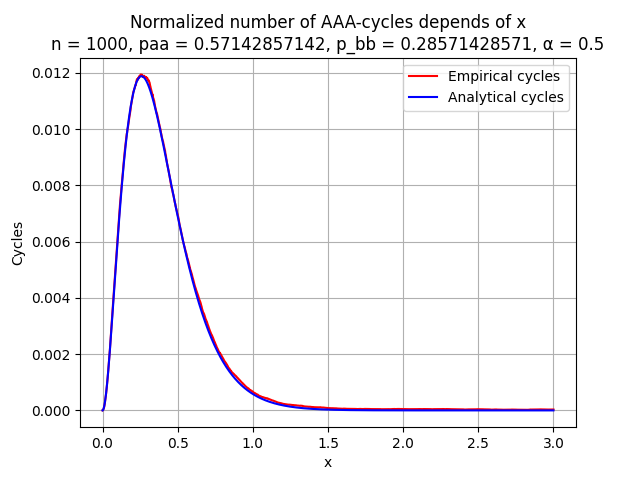 Normalized number of AAA-cycles depends of x
n = 1000, paa = 0.57142857142, p_bb = 0.28571428571, α = 0.5
Empirical cycles
Analytical cycles
Cycles
0.012
0.010
0.008
0.006
0.004
0.002
0.000
0.0 0.5 1.0 1.5 2.0 2.5 3.0
x